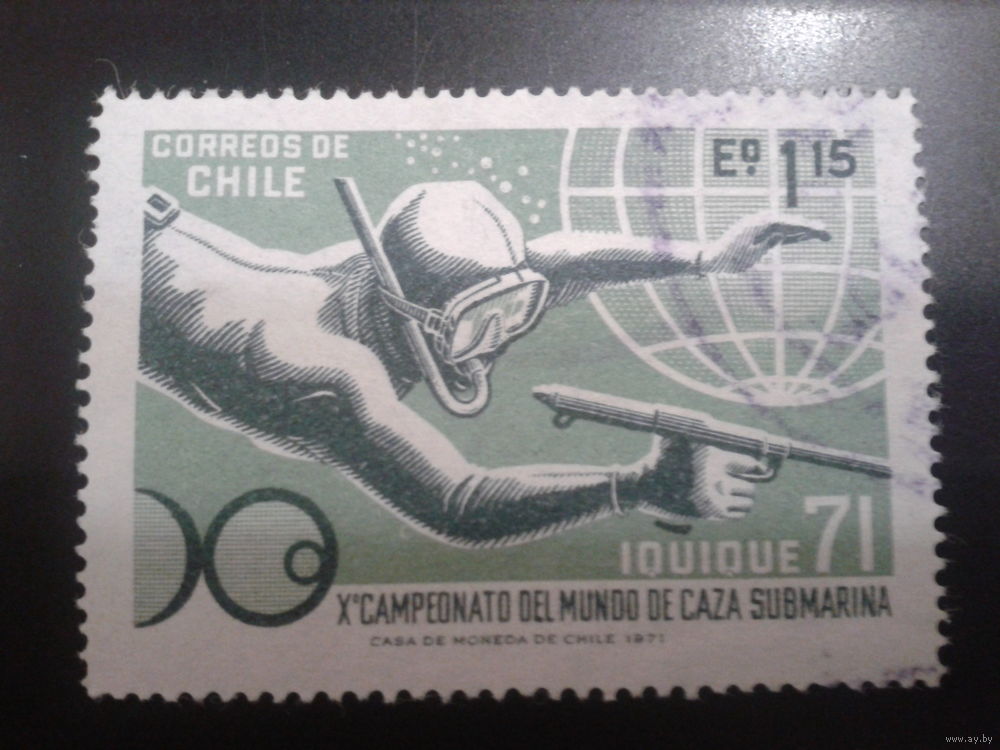 CORREOS DE
CHILE
Eº. 1 15
IQUIQUE 71
Xº CAMPEONATO DEL MUNDO DE CAZA SUBMARINA
CASA DE MONEDA DE CHILE 1971
www.ay.by